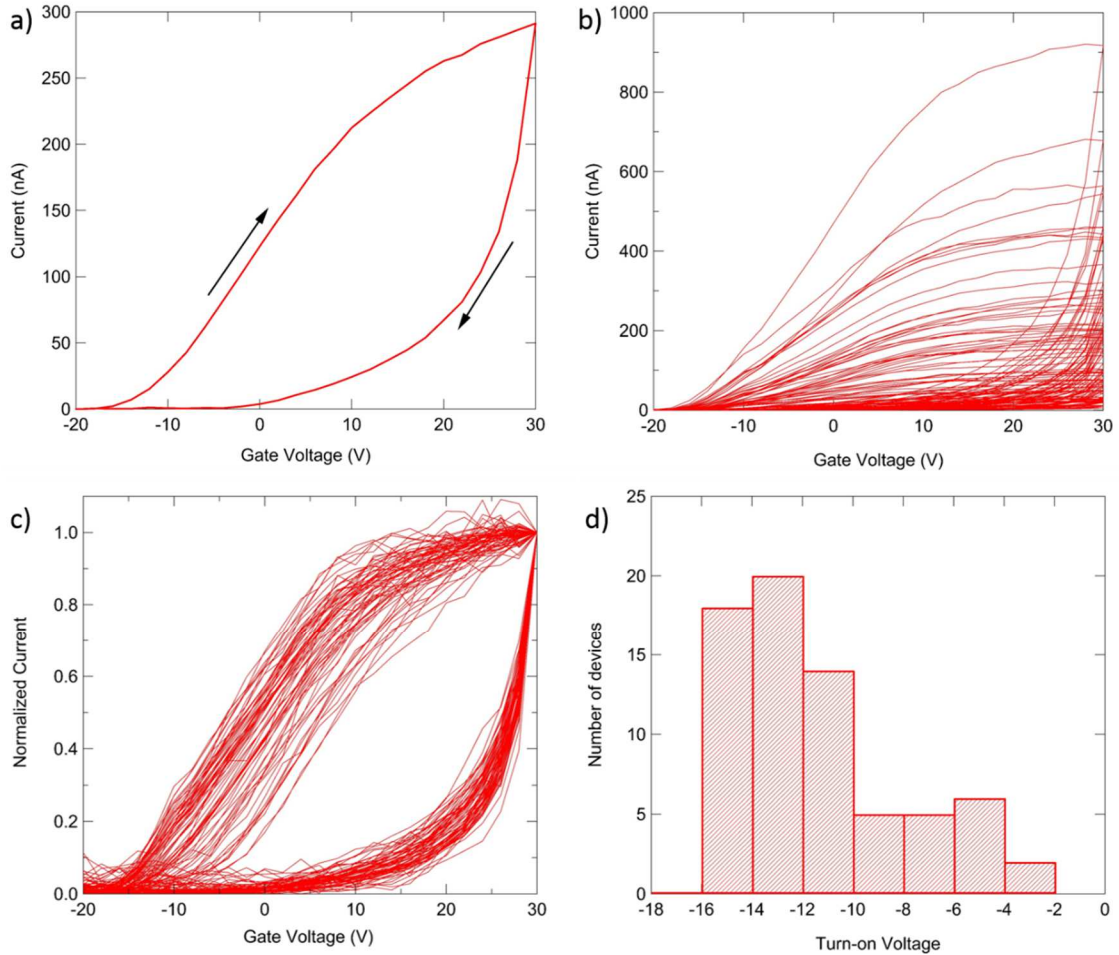 a)
300
250
200
150
100
50
0
Current (nA)
-20 -10 0 10 20 30
Gate Voltage (V)
b)
1000
800
600
400
200
0
Current (nA)
-20 -10 0 10 20 30
Gate Voltage (V)
c)
1.0
0.8
0.6
0.4
0.2
0.0
Normalized Current
-20 -10 0 10 20 30
Gate Voltage (V)
d)
25
20
15
10
5
0
Number of devices
-18 -16 -14 -12 -10 -8 -6 -4 -2 0
Turn-on Voltage